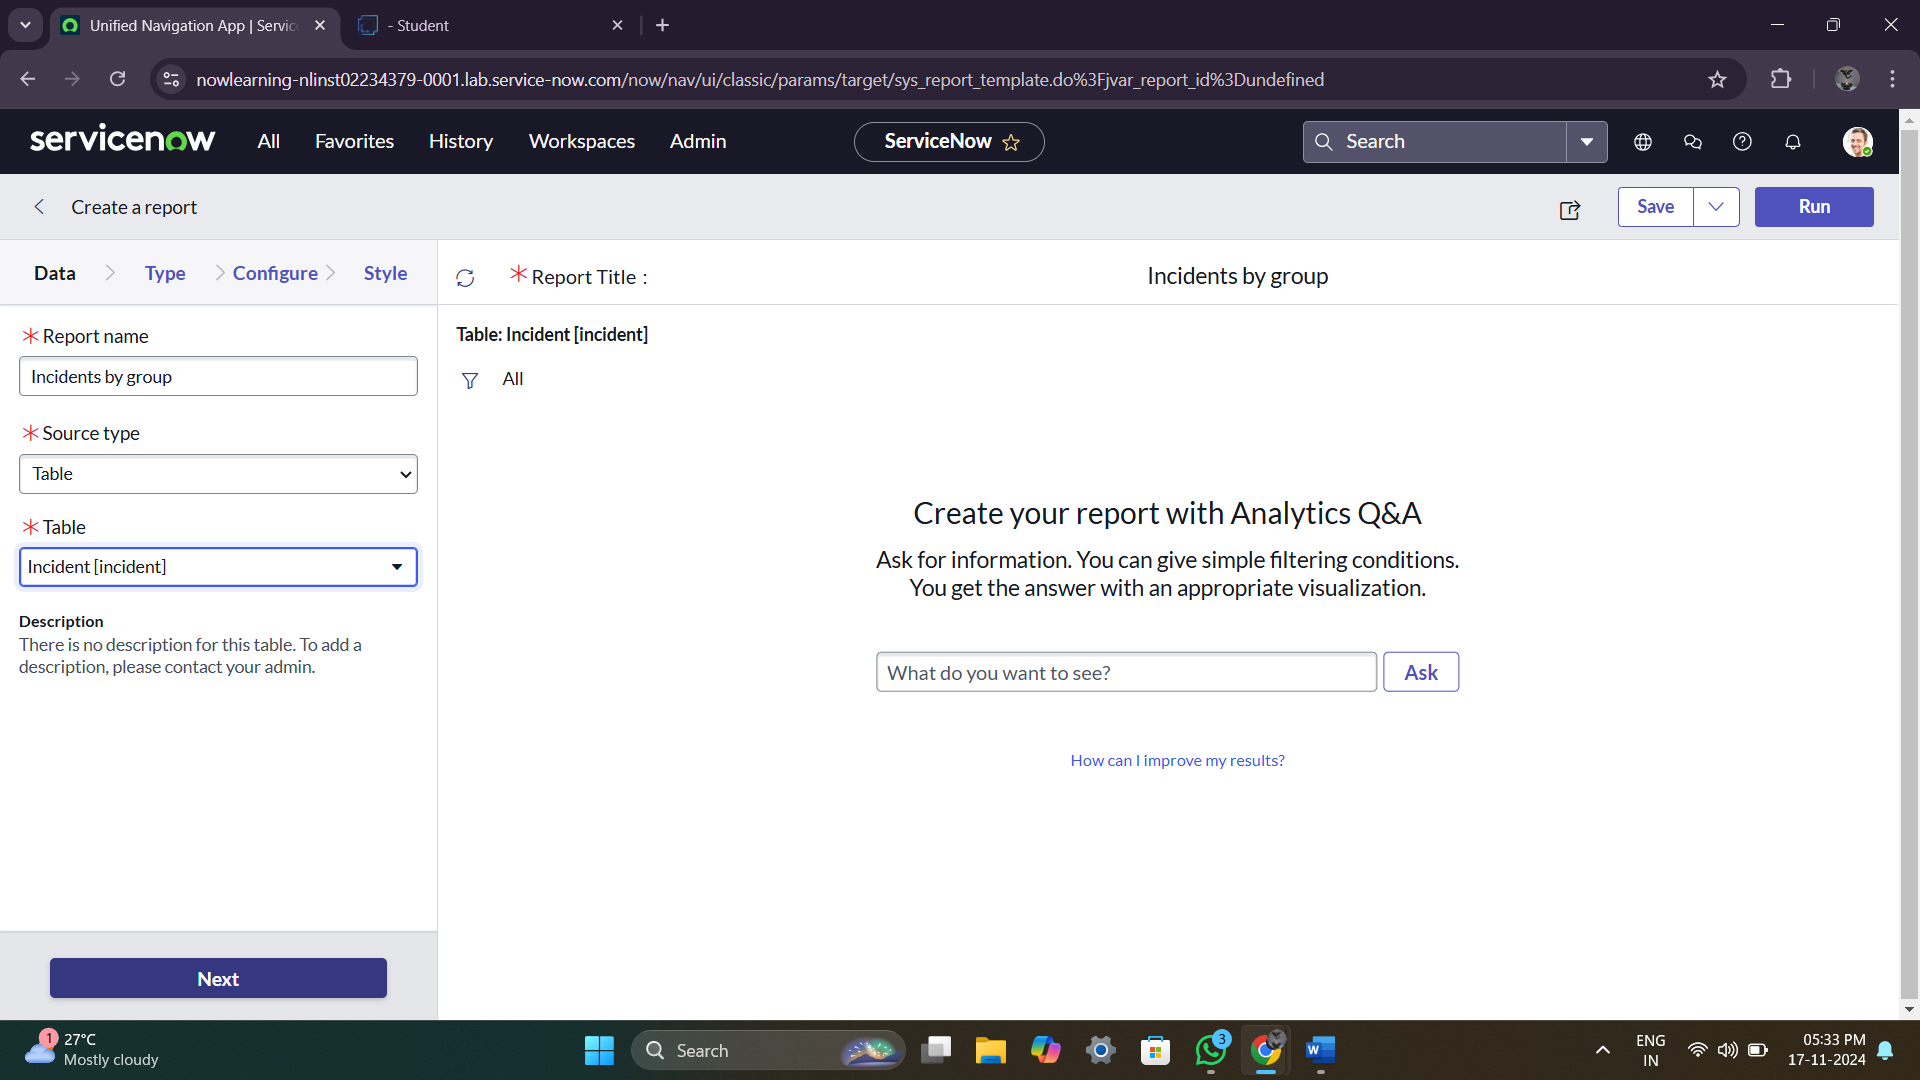 Unified Navigation App | Servic
- Student
nowlearning-nlinst02234379-0001.lab.service-now.com/now/nav/ui/classic/params/target/sys_report_template.do%3Fjvar_report_id%3Dundefined
servicenow
All
Favorites
History
Workspaces
Admin
ServiceNow
Search
Create a report
Save
Run
Data
Type
Configure
Style
* Report Title :
Incidents by group
* Report name
Incidents by group
* Source type
Table
* Table
Incident [incident]
Description
There is no description for this table. To add a
description, please contact your admin.
Next
Table: Incident [incident]
All
Create your report with Analytics Q&A
Ask for information. You can give simple filtering conditions.
You get the answer with an appropriate visualization.
What do you want to see?
Ask
How can I improve my results?
1
27°C
Mostly cloudy
Search
3
W
ENG
IN
05:33 PM
17-11-2024